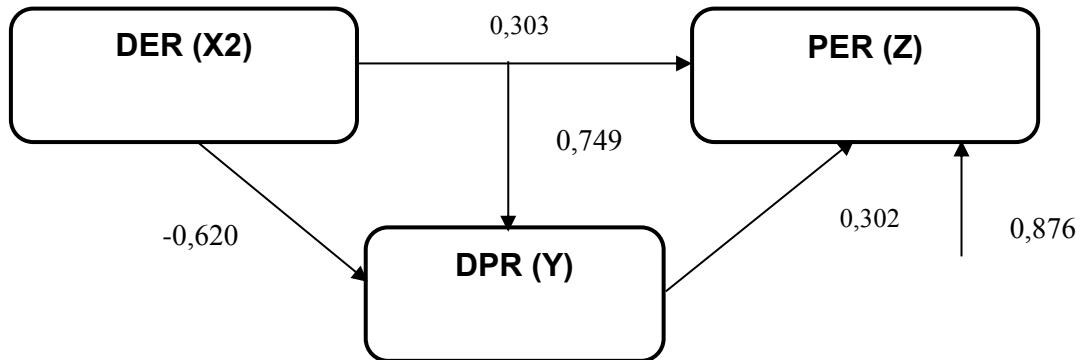 0,303
DER (X2)
PER (Z)
0,749
-0,620
0,302
0,876
DPR (Y)